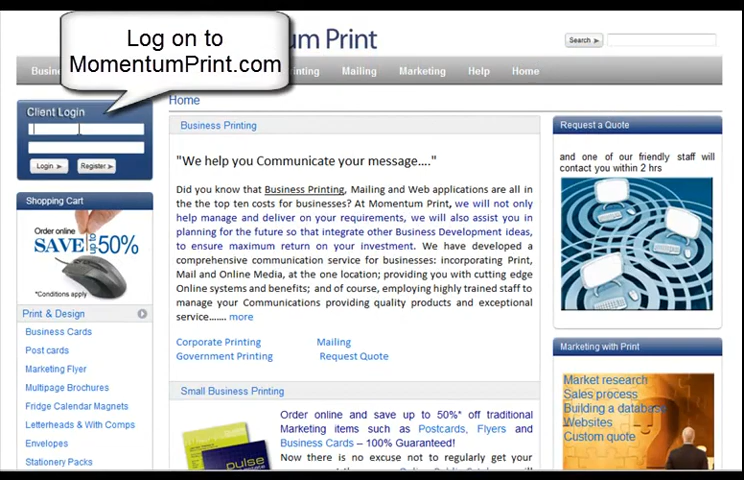 Log on to
MomentumPrint.com
um Print
Search
Busin
inting
Mailing
Marketing
Help
Home
Client Login
Login
Register
Shopping Cart
Order online
SAVE up to 50%
*Conditions apply
Print & Design
Business Cards
Post cards
Marketing Flyer
Multipage Brochures
Fridge Calendar Magnets
Letterheads & With Comps
Envelopes
Stationery Packs
Home
Business Printing
"We help you Communicate your message...."
Did you know that Business Printing, Mailing and Web applications are all in
the the top ten costs for businesses? At Momentum Print, we will not only
help manage and deliver on your requirements, we will also assist you in
planning for the future so that integrate other Business Development ideas,
to ensure maximum return on your investment. We have developed a
comprehensive communication service for businesses: incorporating Print,
Mail and Online Media, at the one location; providing you with cutting edge
Online systems and benefits; and of course, employing highly trained staff to
manage your Communications providing quality products and exceptional
service....... more
Corporate Printing
Mailing
Government Printing
Request Quote
Small Business Printing
pulse
Order online and save up to 50%* off traditional
Marketing items such as Postcards, Flyers and
Business Cards – 100% Guaranteed!
Now there is no excuse not to regularly get your
Request a Quote
and one of our friendly staff will
contact you within 2 hrs
Marketing with Print
Market research
Sales process
Building a database
Websites
Custom quote